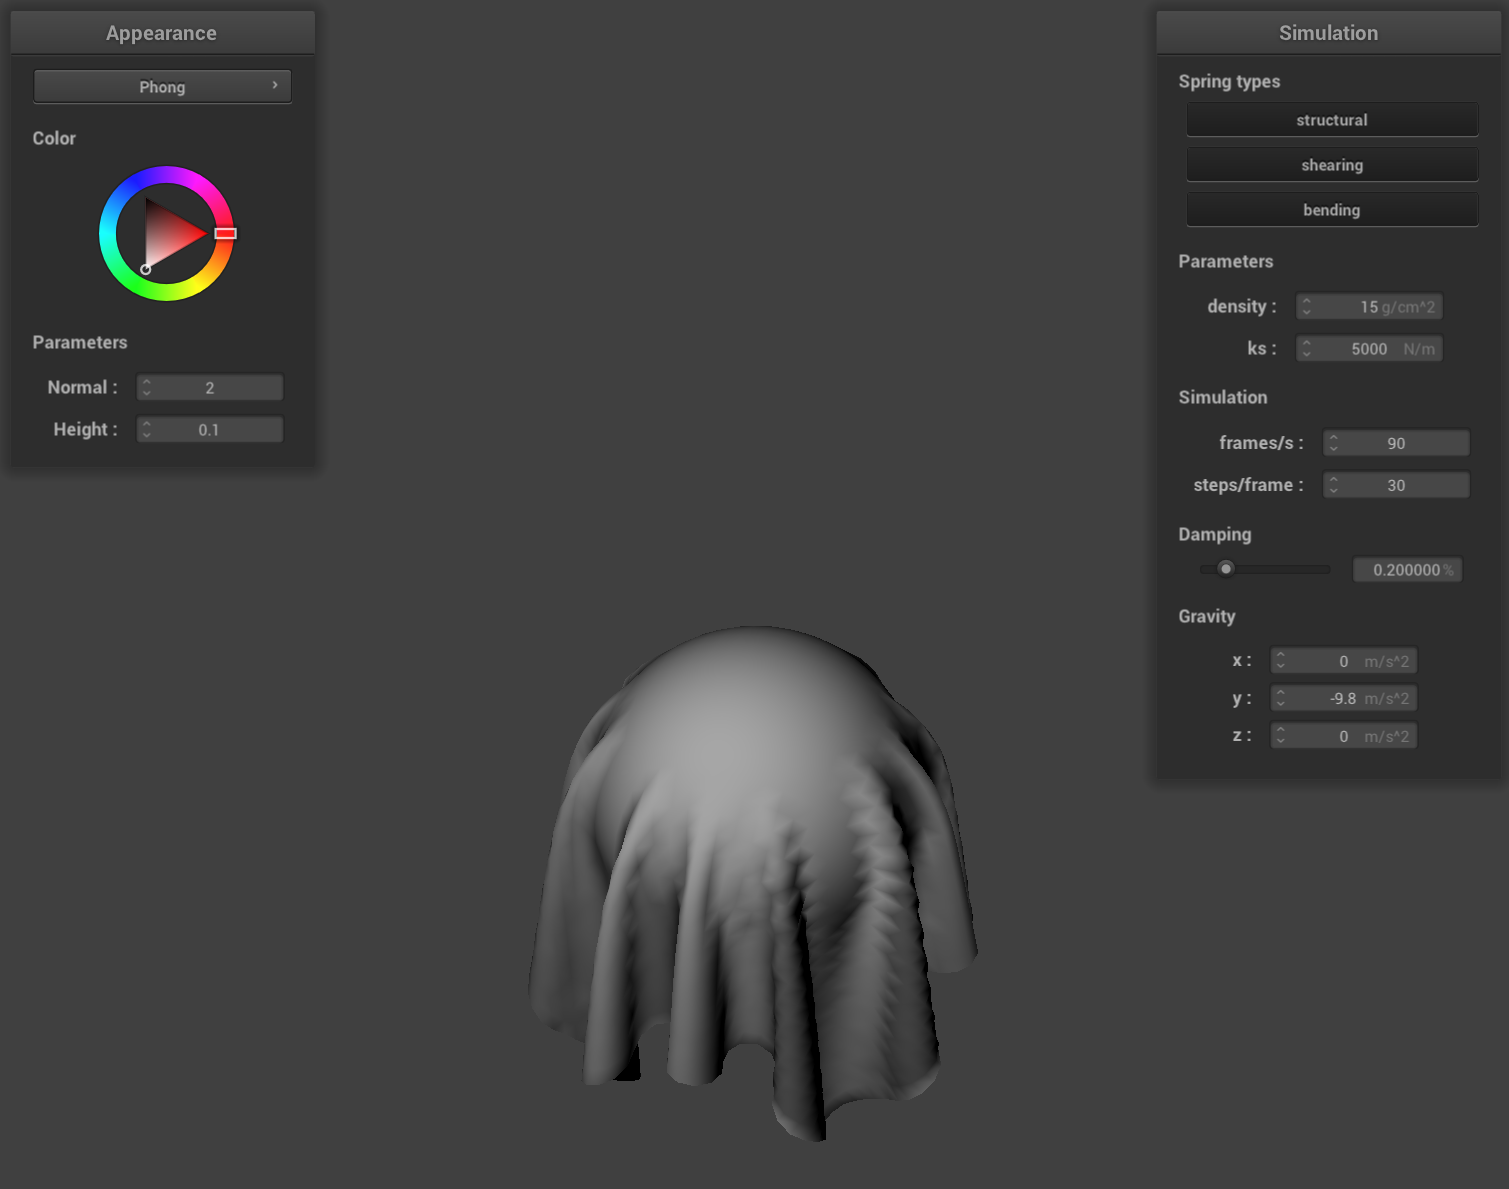 Appearance
Phong
Color
Parameters
Normal : 2
Height : 0.1
Simulation
Spring types
structural
shearing
bending
Parameters
density : 15 g/cm^2
ks : 5000 N/m
Simulation
frames/s : 90
steps/frame : 30
Damping
0.200000 %
Gravity
x : 0 m/s^2
y : -9.8 m/s^2
z : 0 m/s^2